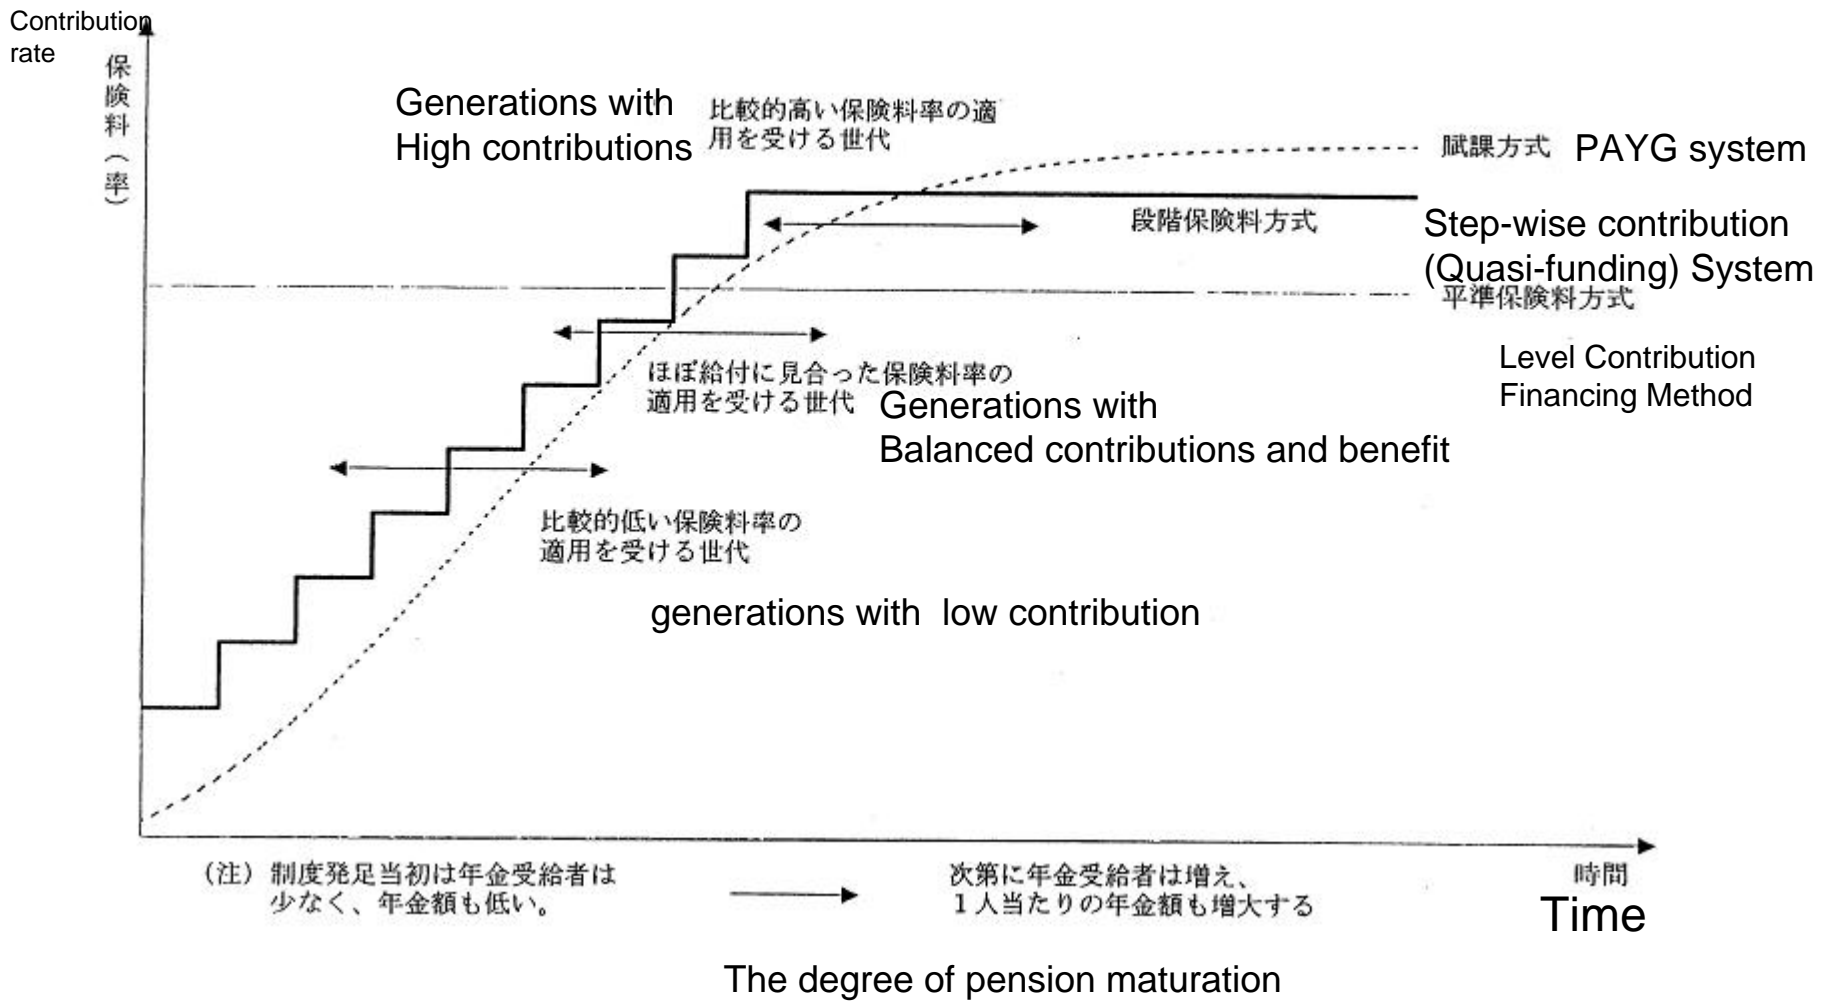 Contribution
rate
保険料（率）
Generations with
High contributions
比較的高い保険料率の適
用を受ける世代
賦課方式
PAYG system
段階保険料方式
Step-wise contribution
(Quasi-funding) System
平準保険料方式
Level Contribution
Financing Method
ほぼ給付に見合った保険料率の
適用を受ける世代
Generations with
Balanced contributions and benefit
比較的低い保険料率の
適用を受ける世代
generations with low contribution
（注）制度発足当初は年金受給者は
少なく、年金額も低い。
次第に年金受給者は増え、
１人当たりの年金額も増大する
時間
Time
The degree of pension maturation